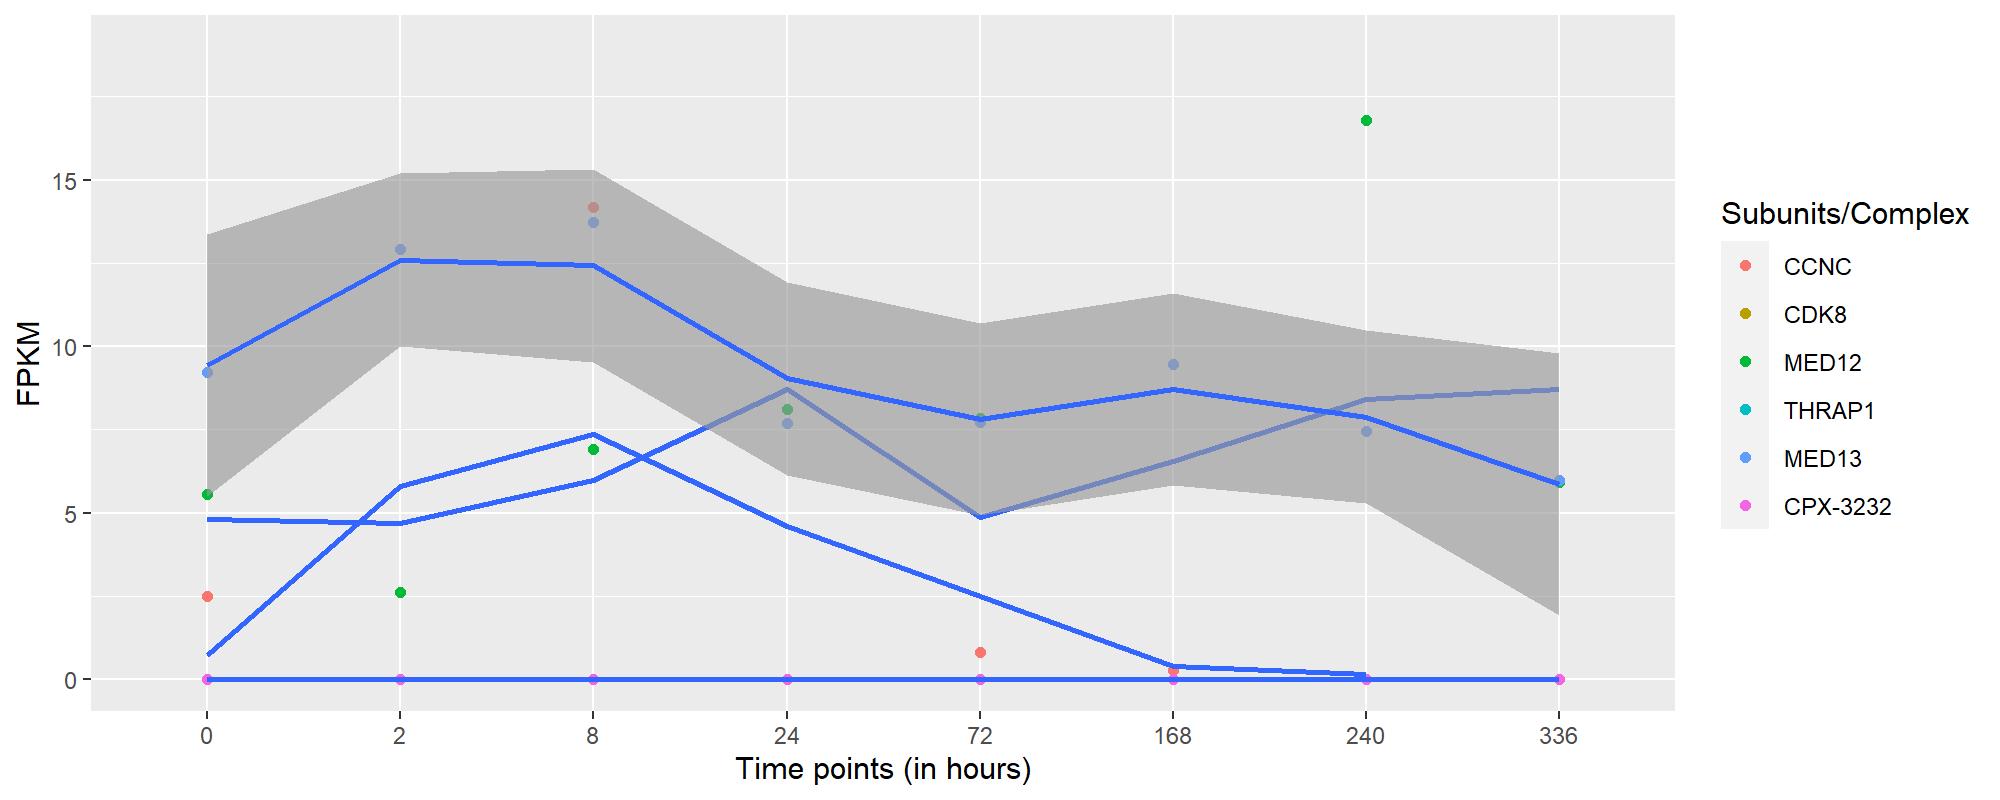 FPKM
15
10
5
0
0 2 8 24 72 168 240 336
Time points (in hours)
Subunits/Complex
CCNC
CDK8
MED12
THRAP1
MED13
CPX-3232